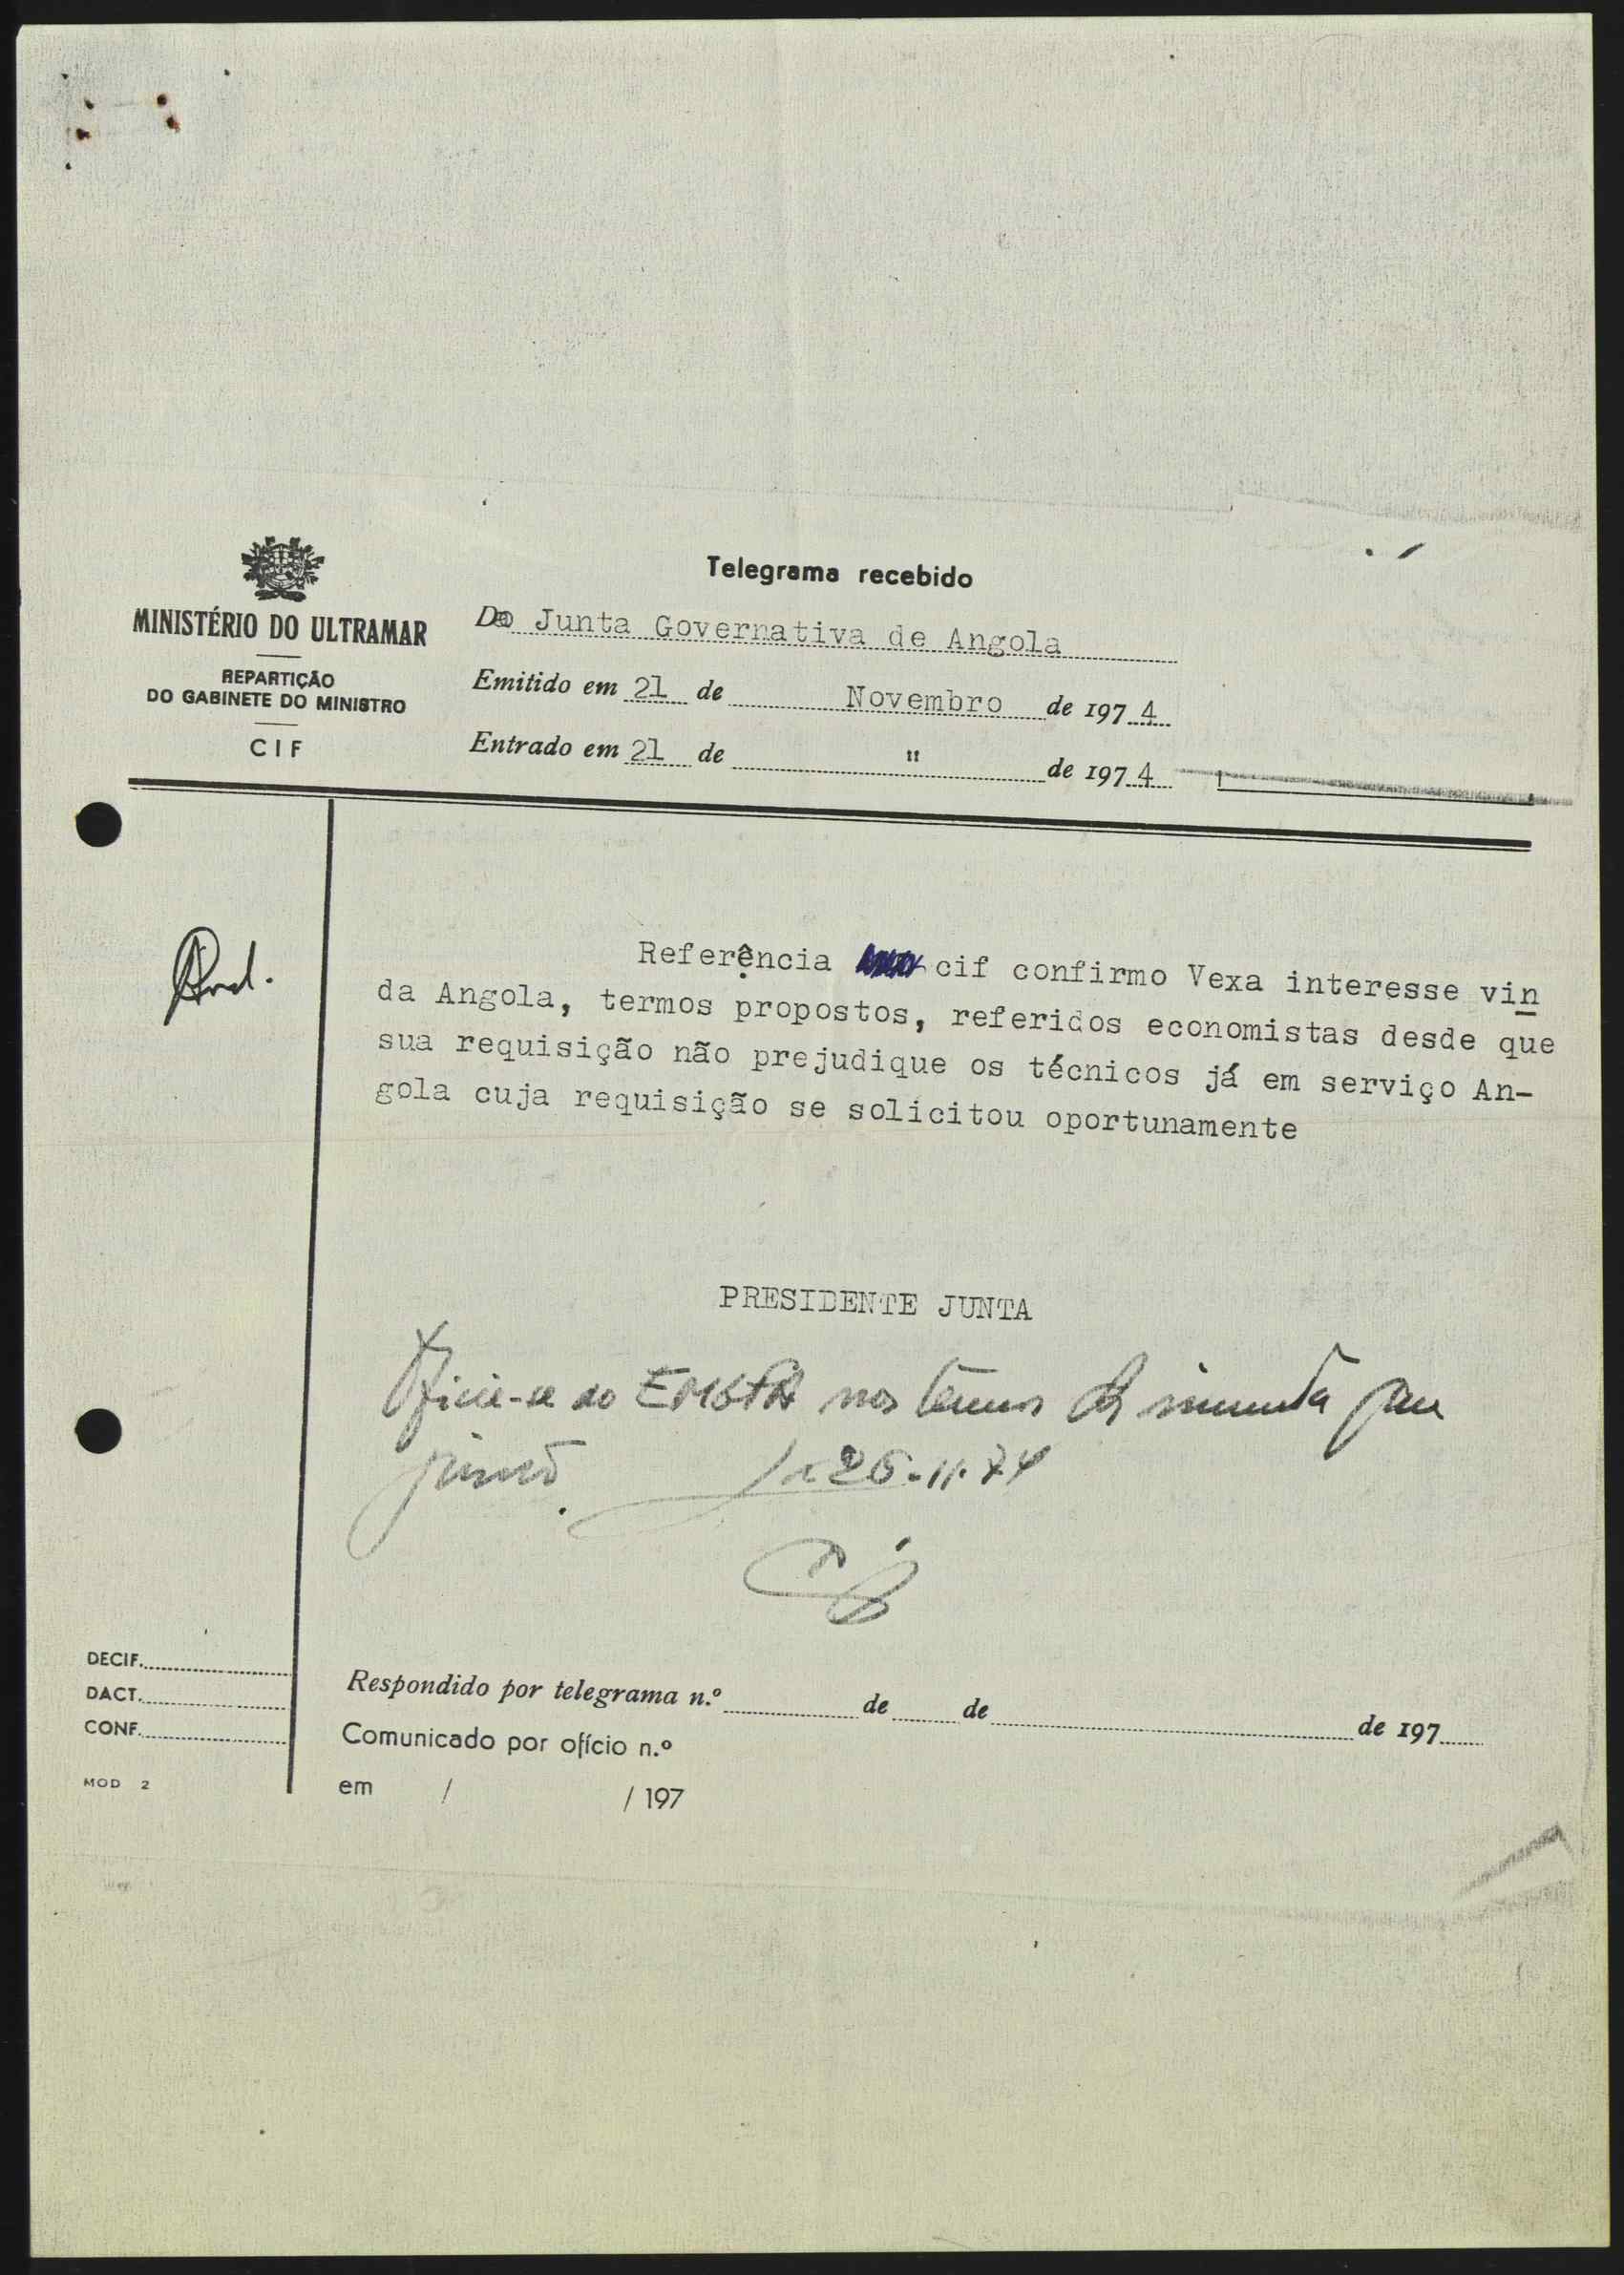 Telegrama recebido
MINISTÉRIO DO ULTRAMAR
REPARTIÇÃO
DO GABINETE DO MINISTRO
CIF
Da Junta Governativa de Angola
Emitido em 21 de Novembro de 1974
Entrado em 21 de " de 1974
Referência cif confirmo Vexa interesse vin
da Angola, termos propostos, referidos economistas desde que
sua requisição não prejudique os técnicos já em serviço An-
gola cuja requisição se solicitou oportunamente
PRESIDENTE JUNTA
Oficie-se ao EMGFA nos termos da minuta
26.11.74
DECIF.
DACT.
CONF.
MOD 2
Respondido por telegrama n.º de de de 197
Comunicado por ofício n.º
em / / 197